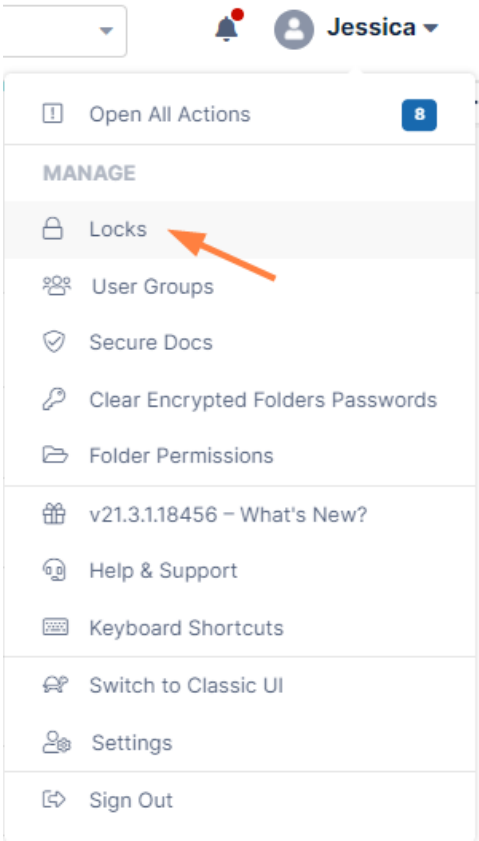 Jessica
Open All Actions 8
MANAGE
Locks
User Groups
Secure Docs
Clear Encrypted Folders Passwords
Folder Permissions
v21.3.1.18456 – What's New?
Help & Support
Keyboard Shortcuts
Switch to Classic UI
Settings
Sign Out